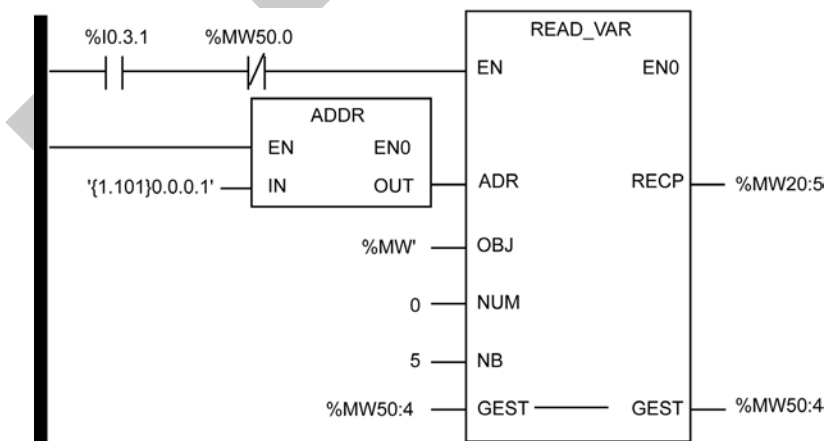 READ_VAR
%I0.3.1 %MW50.0
EN EN0
ADDR
EN EN0
'{1.101}0.0.0.1' IN OUT ADR RECP %MW20:5
%MW' OBJ
0 NUM
5 NB
%MW50:4 GEST GEST %MW50:4